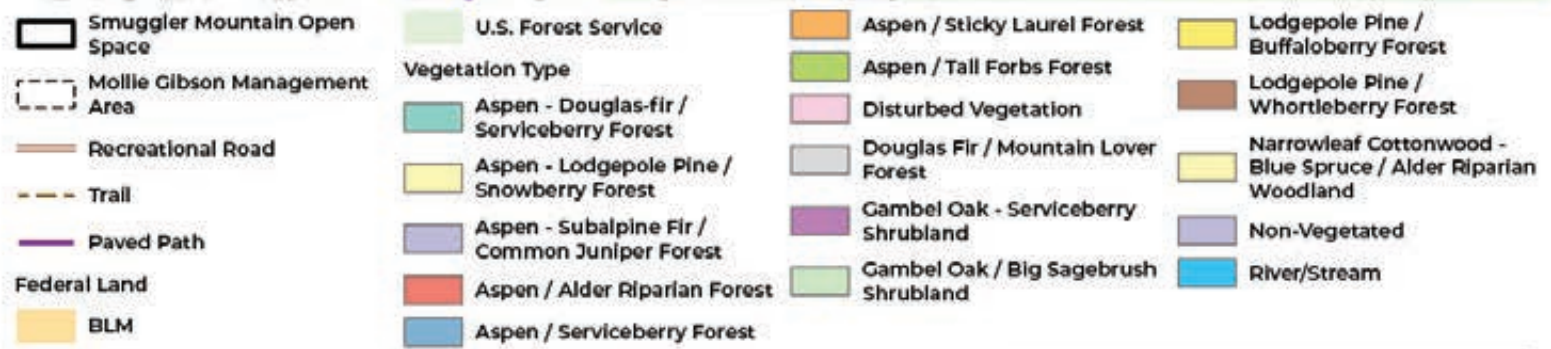 Smuggler Mountain Open
Space
Mollie Gibson Management
Area
Recreational Road
Trail
Paved Path
Federal Land
BLM
U.S. Forest Service
Vegetation Type
Aspen - Douglas-fir /
Serviceberry Forest
Aspen - Lodgepole Pine /
Snowberry Forest
Aspen - Subalpine Fir /
Common Juniper Forest
Aspen / Alder Riparian Forest
Aspen / Serviceberry Forest
Aspen / Sticky Laurel Forest
Aspen / Tall Forbs Forest
Disturbed Vegetation
Douglas Fir / Mountain Lover
Forest
Gambel Oak - Serviceberry
Shrubland
Gambel Oak / Big Sagebrush
Shrubland
Lodgepole Pine /
Buffaloberry Forest
Lodgepole Pine /
Whortleberry Forest
Narrowleaf Cottonwood -
Blue Spruce / Alder Riparian
Woodland
Non-Vegetated
River/Stream